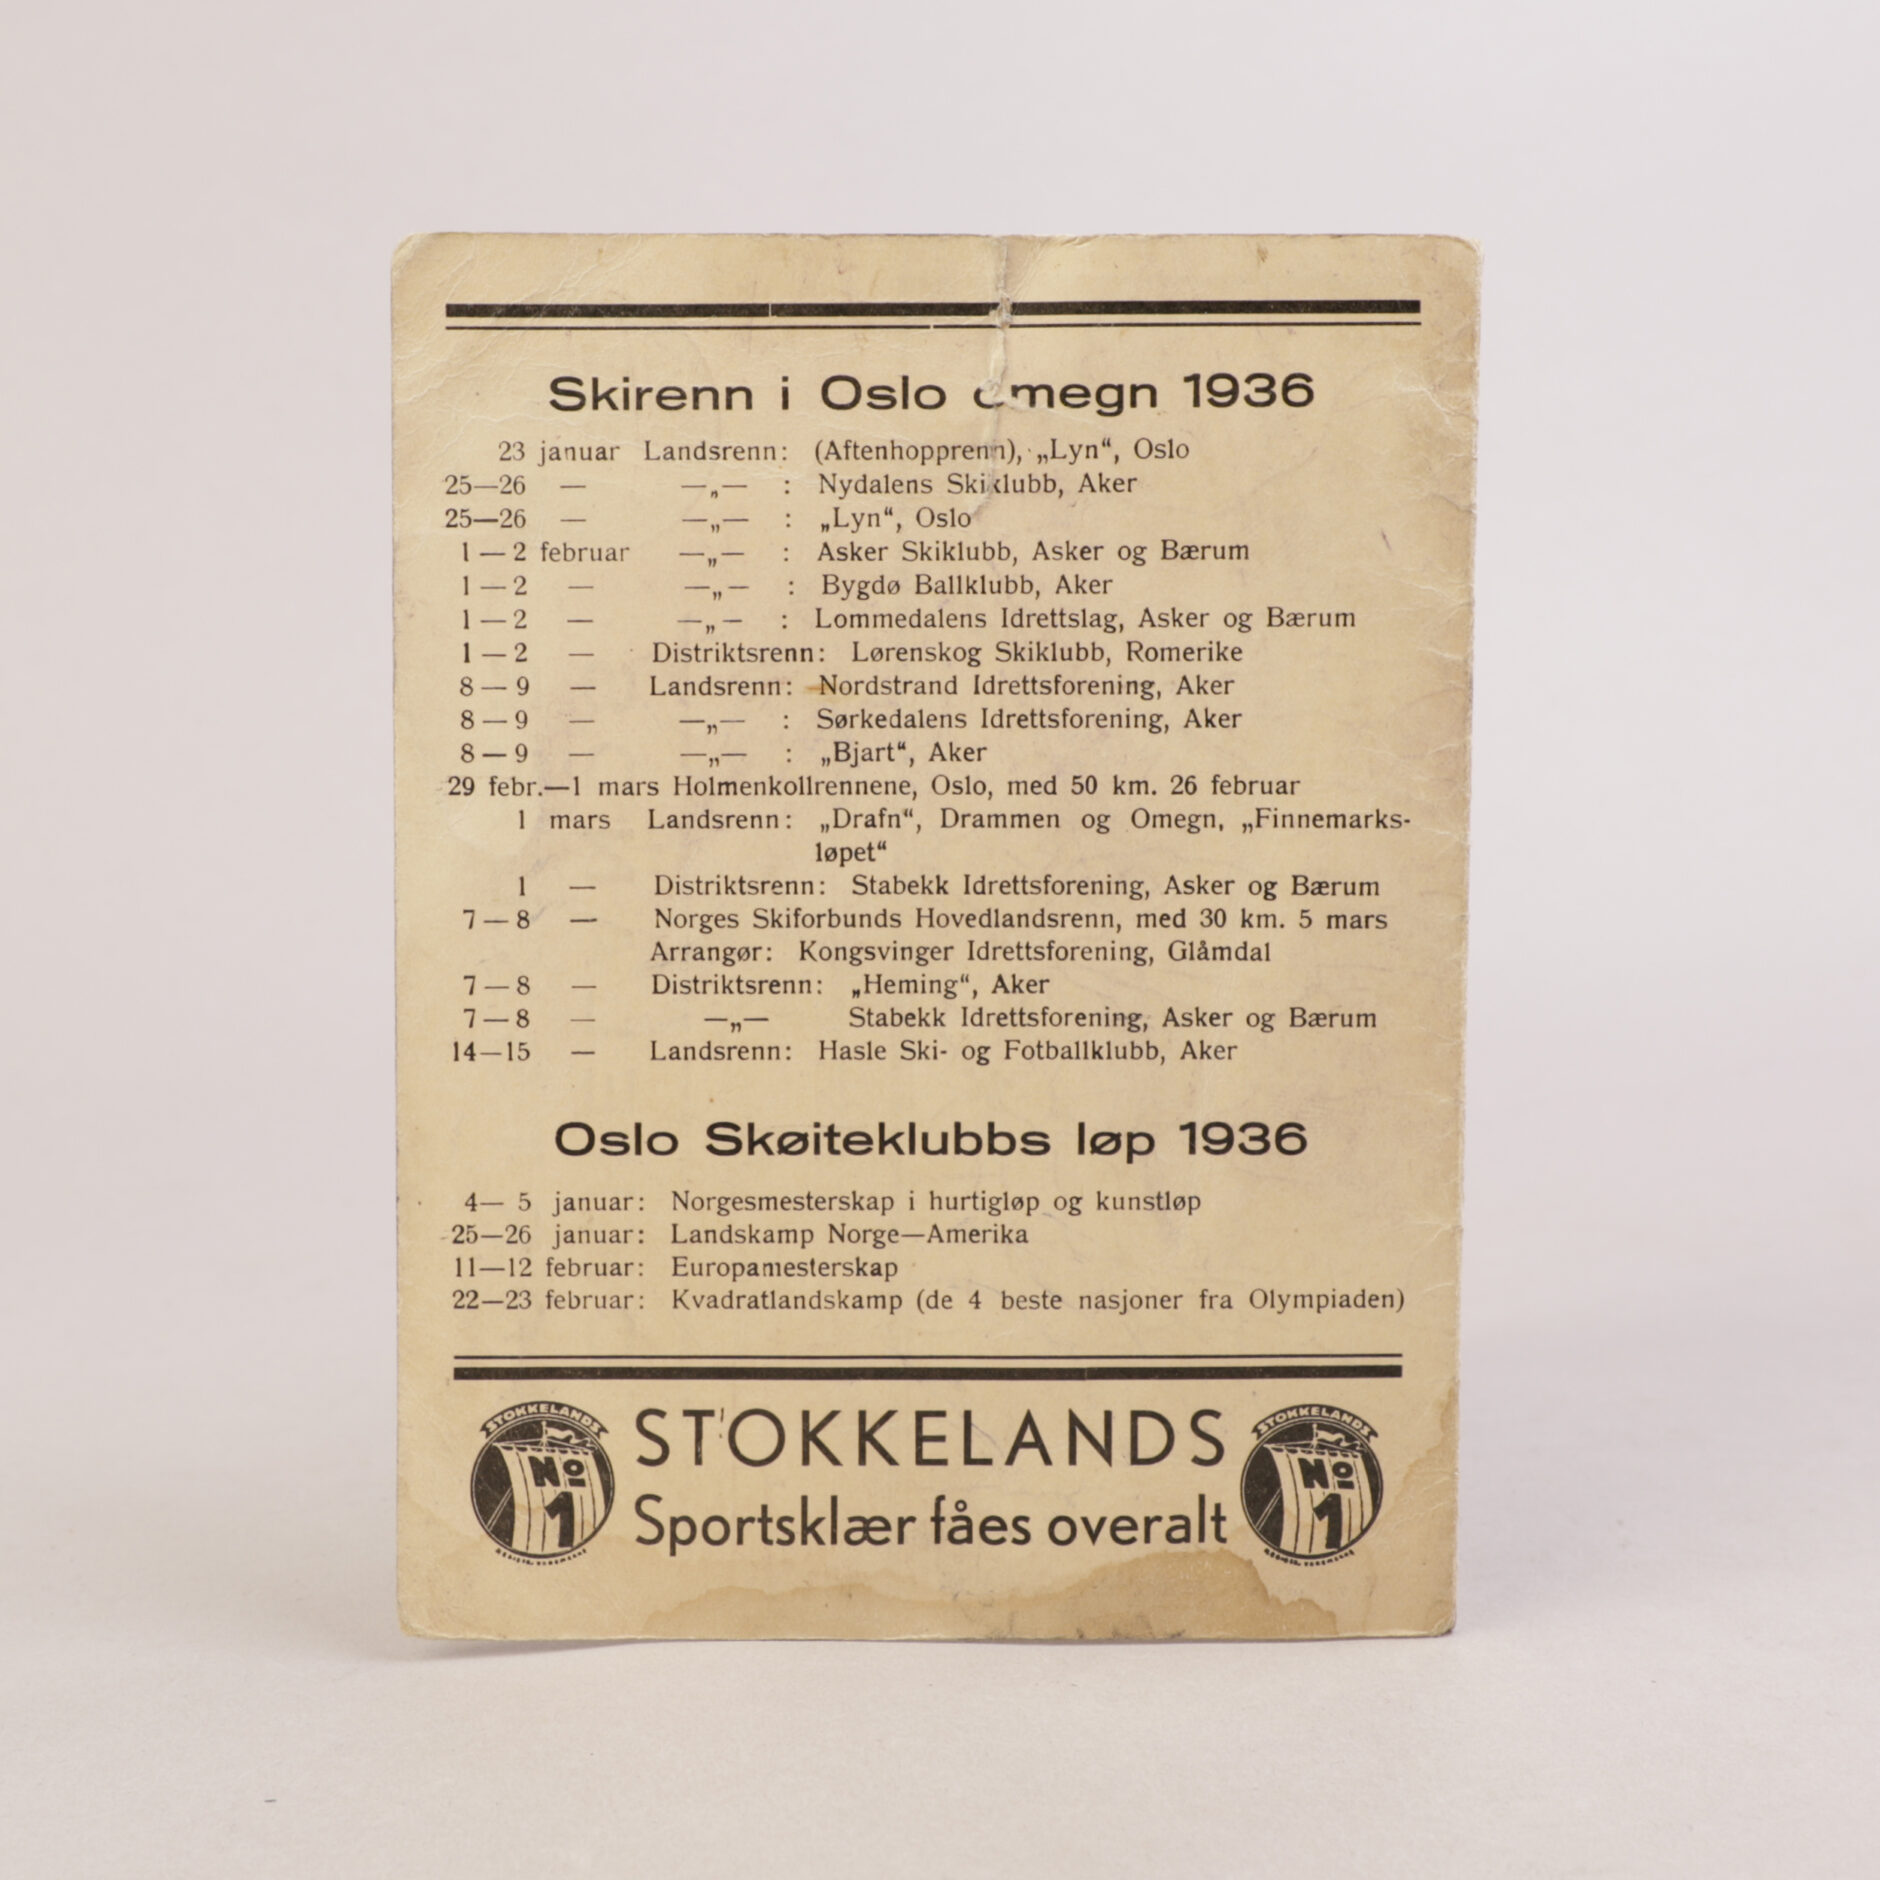 Skirenn i Oslo omegn 1936
23 januar Landsrenn: (Aftenhopprenn), „Lyn“, Oslo
25—26 — —„— : Nydalens Skiklubb, Aker
25—26 — —„— : „Lyn“, Oslo
1 — 2 februar —„— : Asker Skiklubb, Asker og Bærum
1 — 2 — —„— : Bygdø Ballklubb, Aker
1 — 2 — —„— : Lommedalens Idrettslag, Asker og Bærum
1 — 2 — Distriktsrenn: Lørenskog Skiklubb, Romerike
8 — 9 — Landsrenn: Nordstrand Idrettsforening, Aker
8 — 9 — —„— : Sørkedalens Idrettsforening, Aker
8 — 9 — —„— : „Bjart“, Aker
29 febr.—1 mars Holmenkollrennene, Oslo, med 50 km. 26 februar
1 mars Landsrenn: „Drafn“, Drammen og Omegn, „Finnemarks-
løpet“
1 — Distriktsrenn: Stabekk Idrettsforening, Asker og Bærum
7 — 8 — Norges Skiforbunds Hovedlandsrenn, med 30 km. 5 mars
Arrangør: Kongsvinger Idrettsforening, Glåmdal
7 — 8 — Distriktsrenn: „Heming“, Aker
7 — 8 — —„— Stabekk Idrettsforening, Asker og Bærum
14—15 — Landsrenn: Hasle Ski- og Fotballklubb, Aker
Oslo Skøiteklubbs løp 1936
4— 5 januar: Norgesmesterskap i hurtigløp og kunstløp
25—26 januar: Landskamp Norge—Amerika
11—12 februar: Europamesterskap
22—23 februar: Kvadratlandskamp (de 4 beste nasjoner fra Olympiaden)
STOKKELANDS
No 1
STOKKELANDS
Sportsklær fåes overalt
STOKKELANDS
No 1